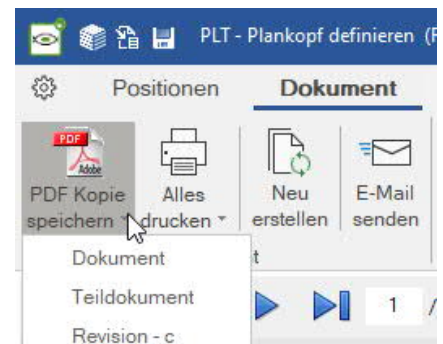 PLT - Plankopf definieren (F
Positionen Dokument
PDF
Adobe
PDF Kopie speichern
Alles drucken
Neu erstellen
E-Mail senden
Dokument
t
Teildokument
1 /
Revision - c